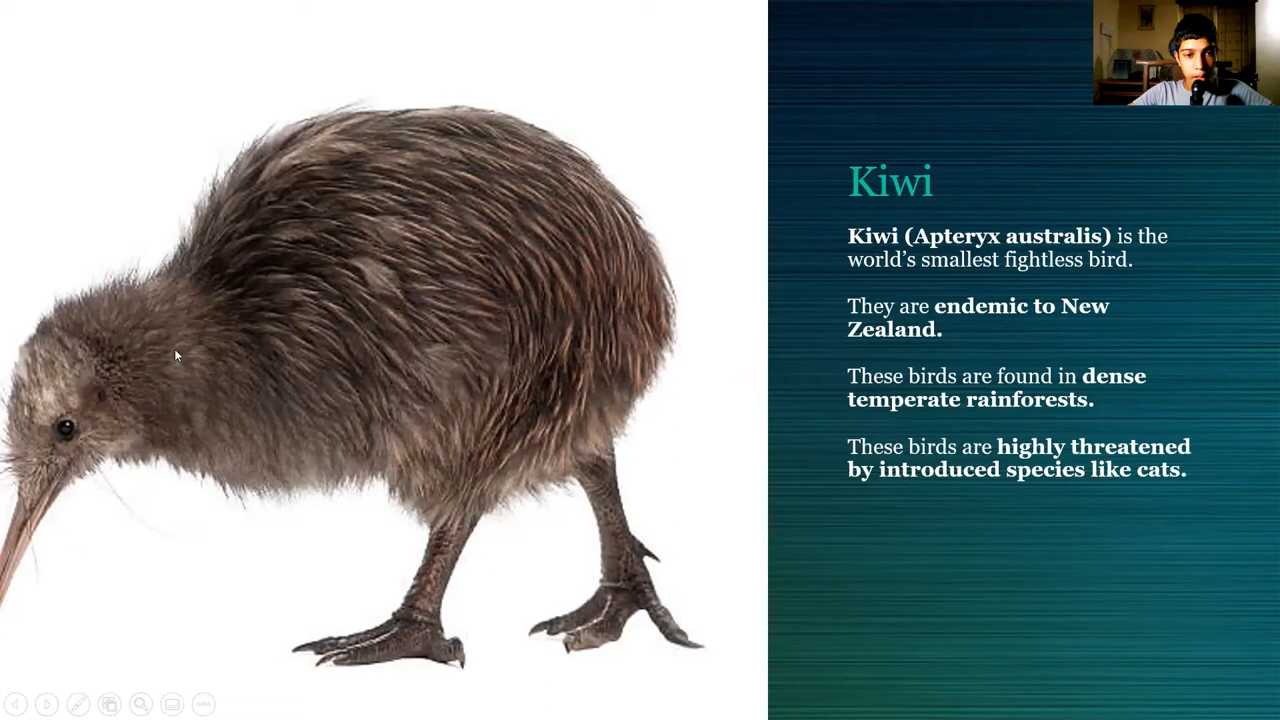 Kiwi
Kiwi (Apteryx australis) is the
world's smallest fightless bird.
They are endemic to New
Zealand.
These birds are found in dense
temperate rainforests.
These birds are highly threatened
by introduced species like cats.